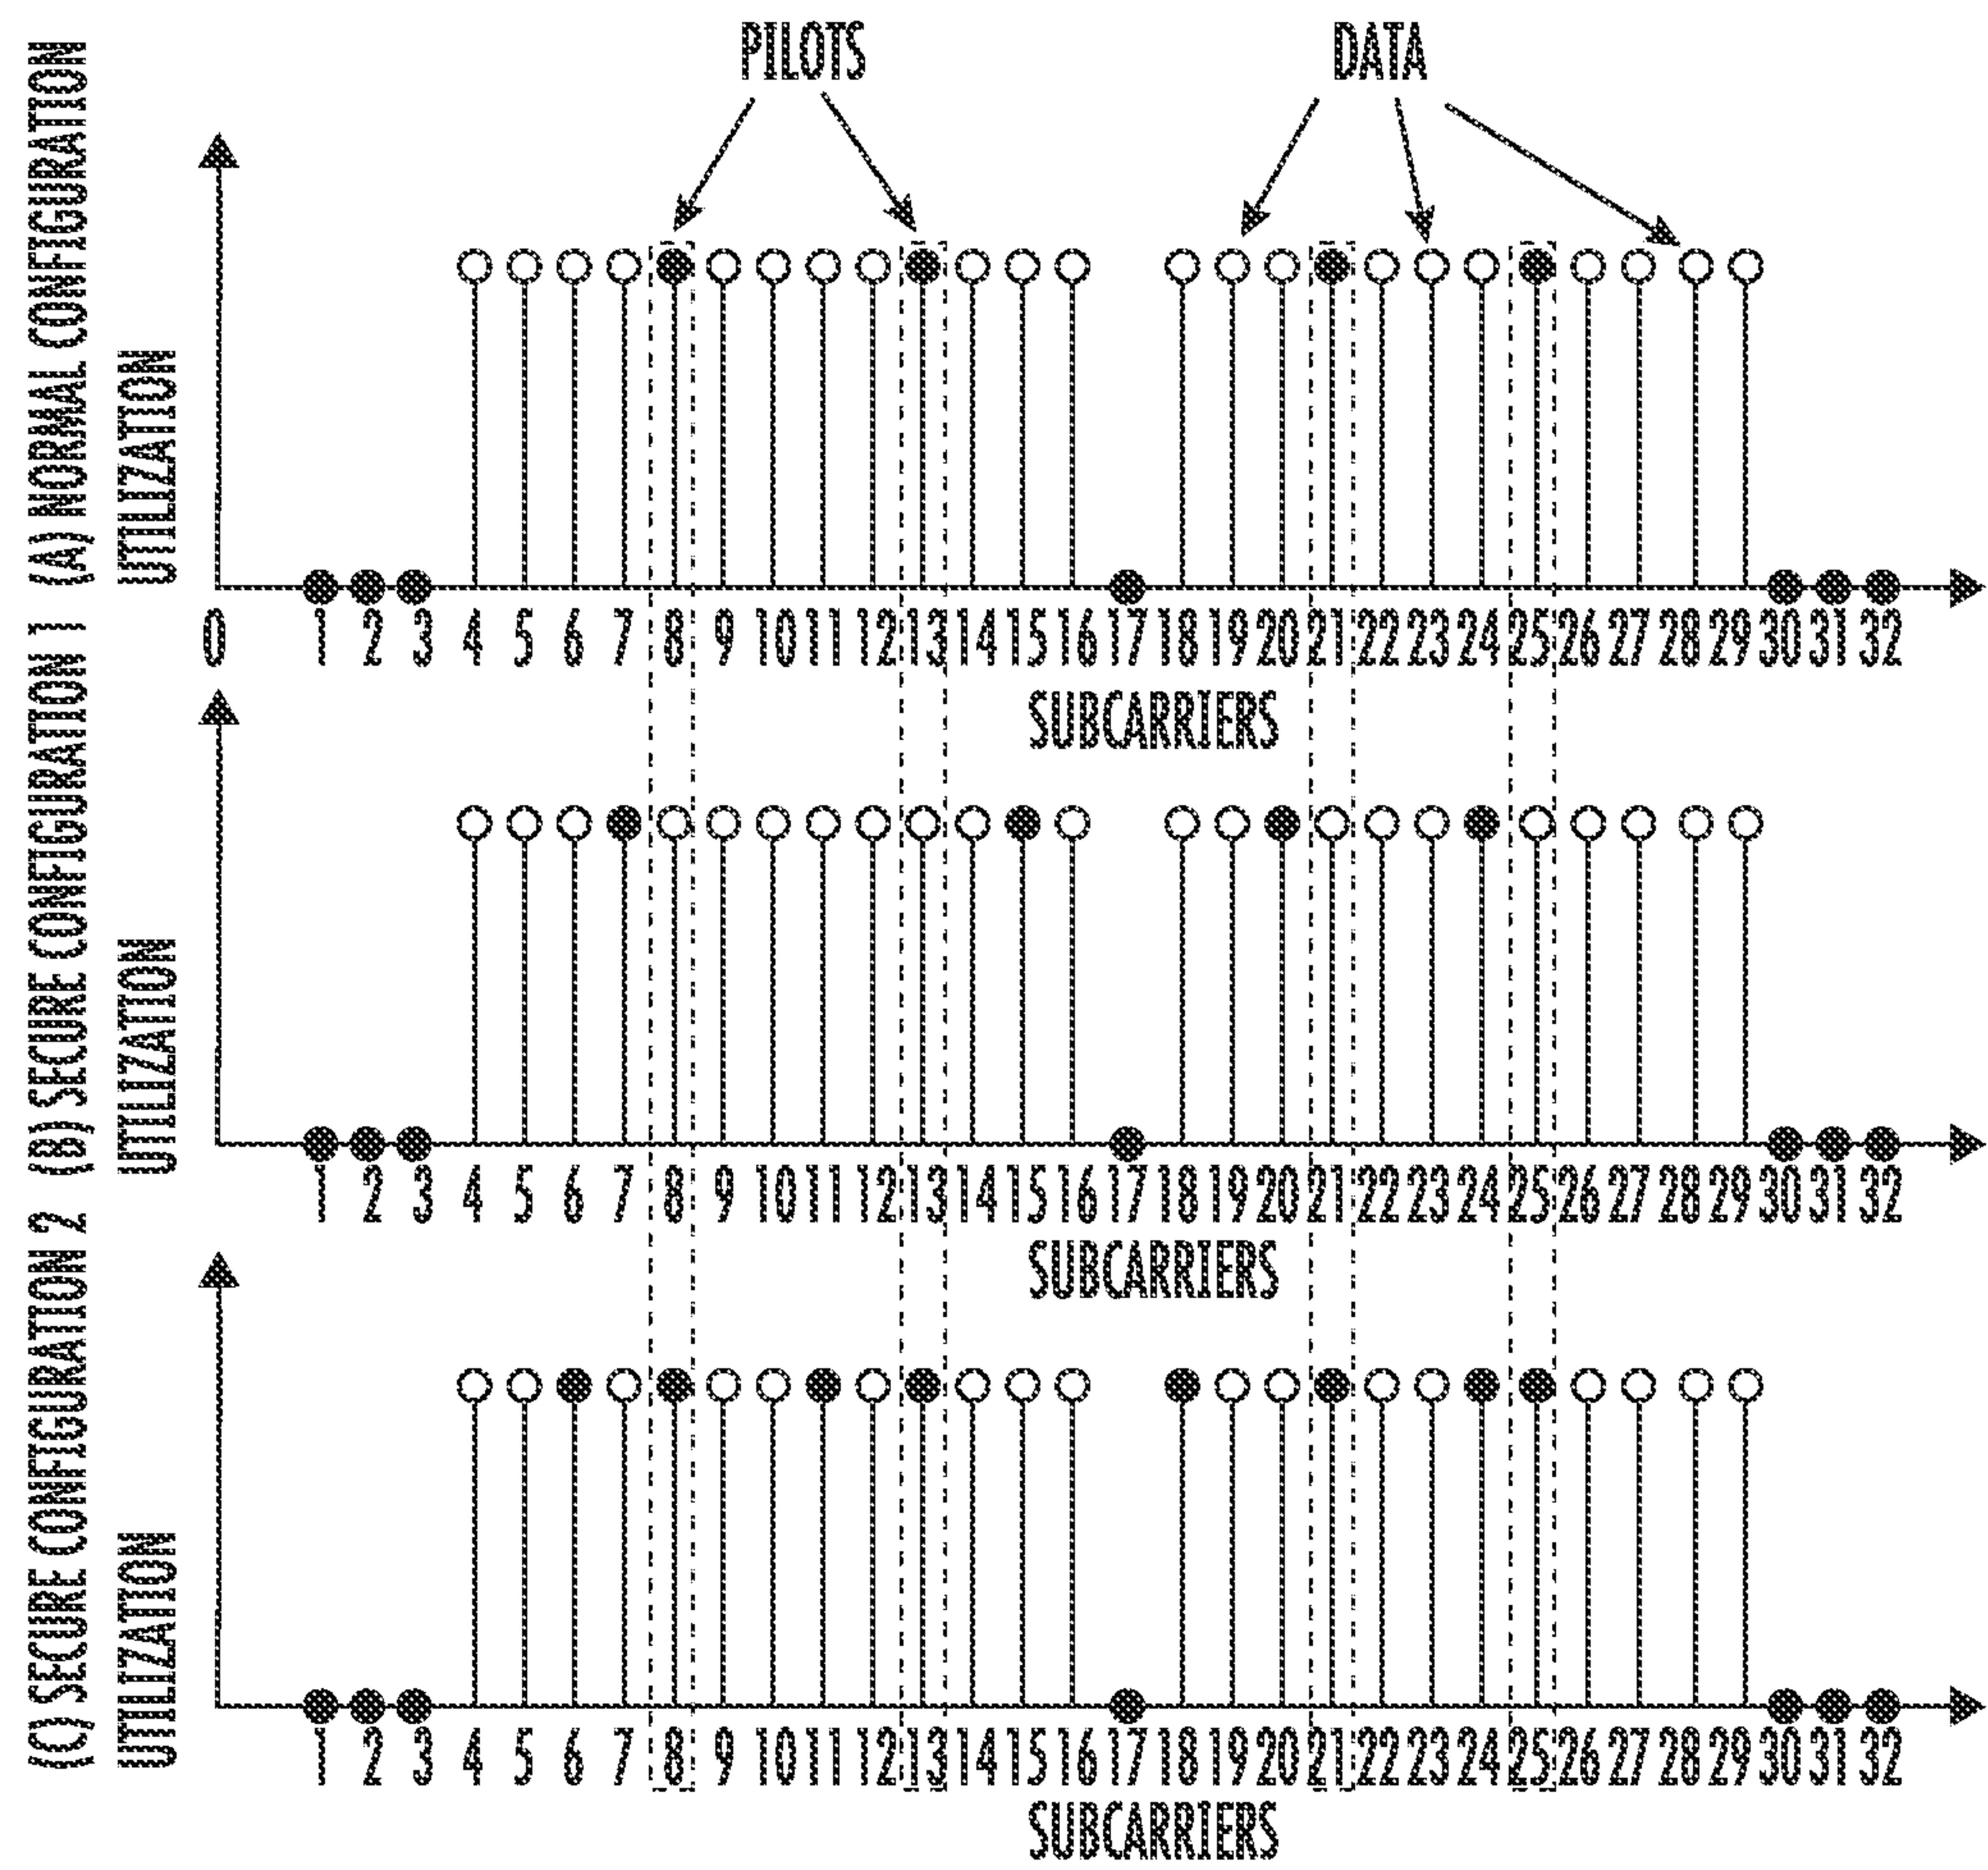 PILOTS
DATA
(A) NORMAL CONFIGURATION
UTILIZATION
0 1 2 3 4 5 6 7 8 9 10 11 12 13 14 15 16 17 18 19 20 21 22 23 24 25 26 27 28 29 30 31 32
SUBCARRIERS
(B) SECURE CONFIGURATION 1
UTILIZATION
1 2 3 4 5 6 7 8 9 10 11 12 13 14 15 16 17 18 19 20 21 22 23 24 25 26 27 28 29 30 31 32
SUBCARRIERS
(C) SECURE CONFIGURATION 2
UTILIZATION
1 2 3 4 5 6 7 8 9 10 11 12 13 14 15 16 17 18 19 20 21 22 23 24 25 26 27 28 29 30 31 32
SUBCARRIERS